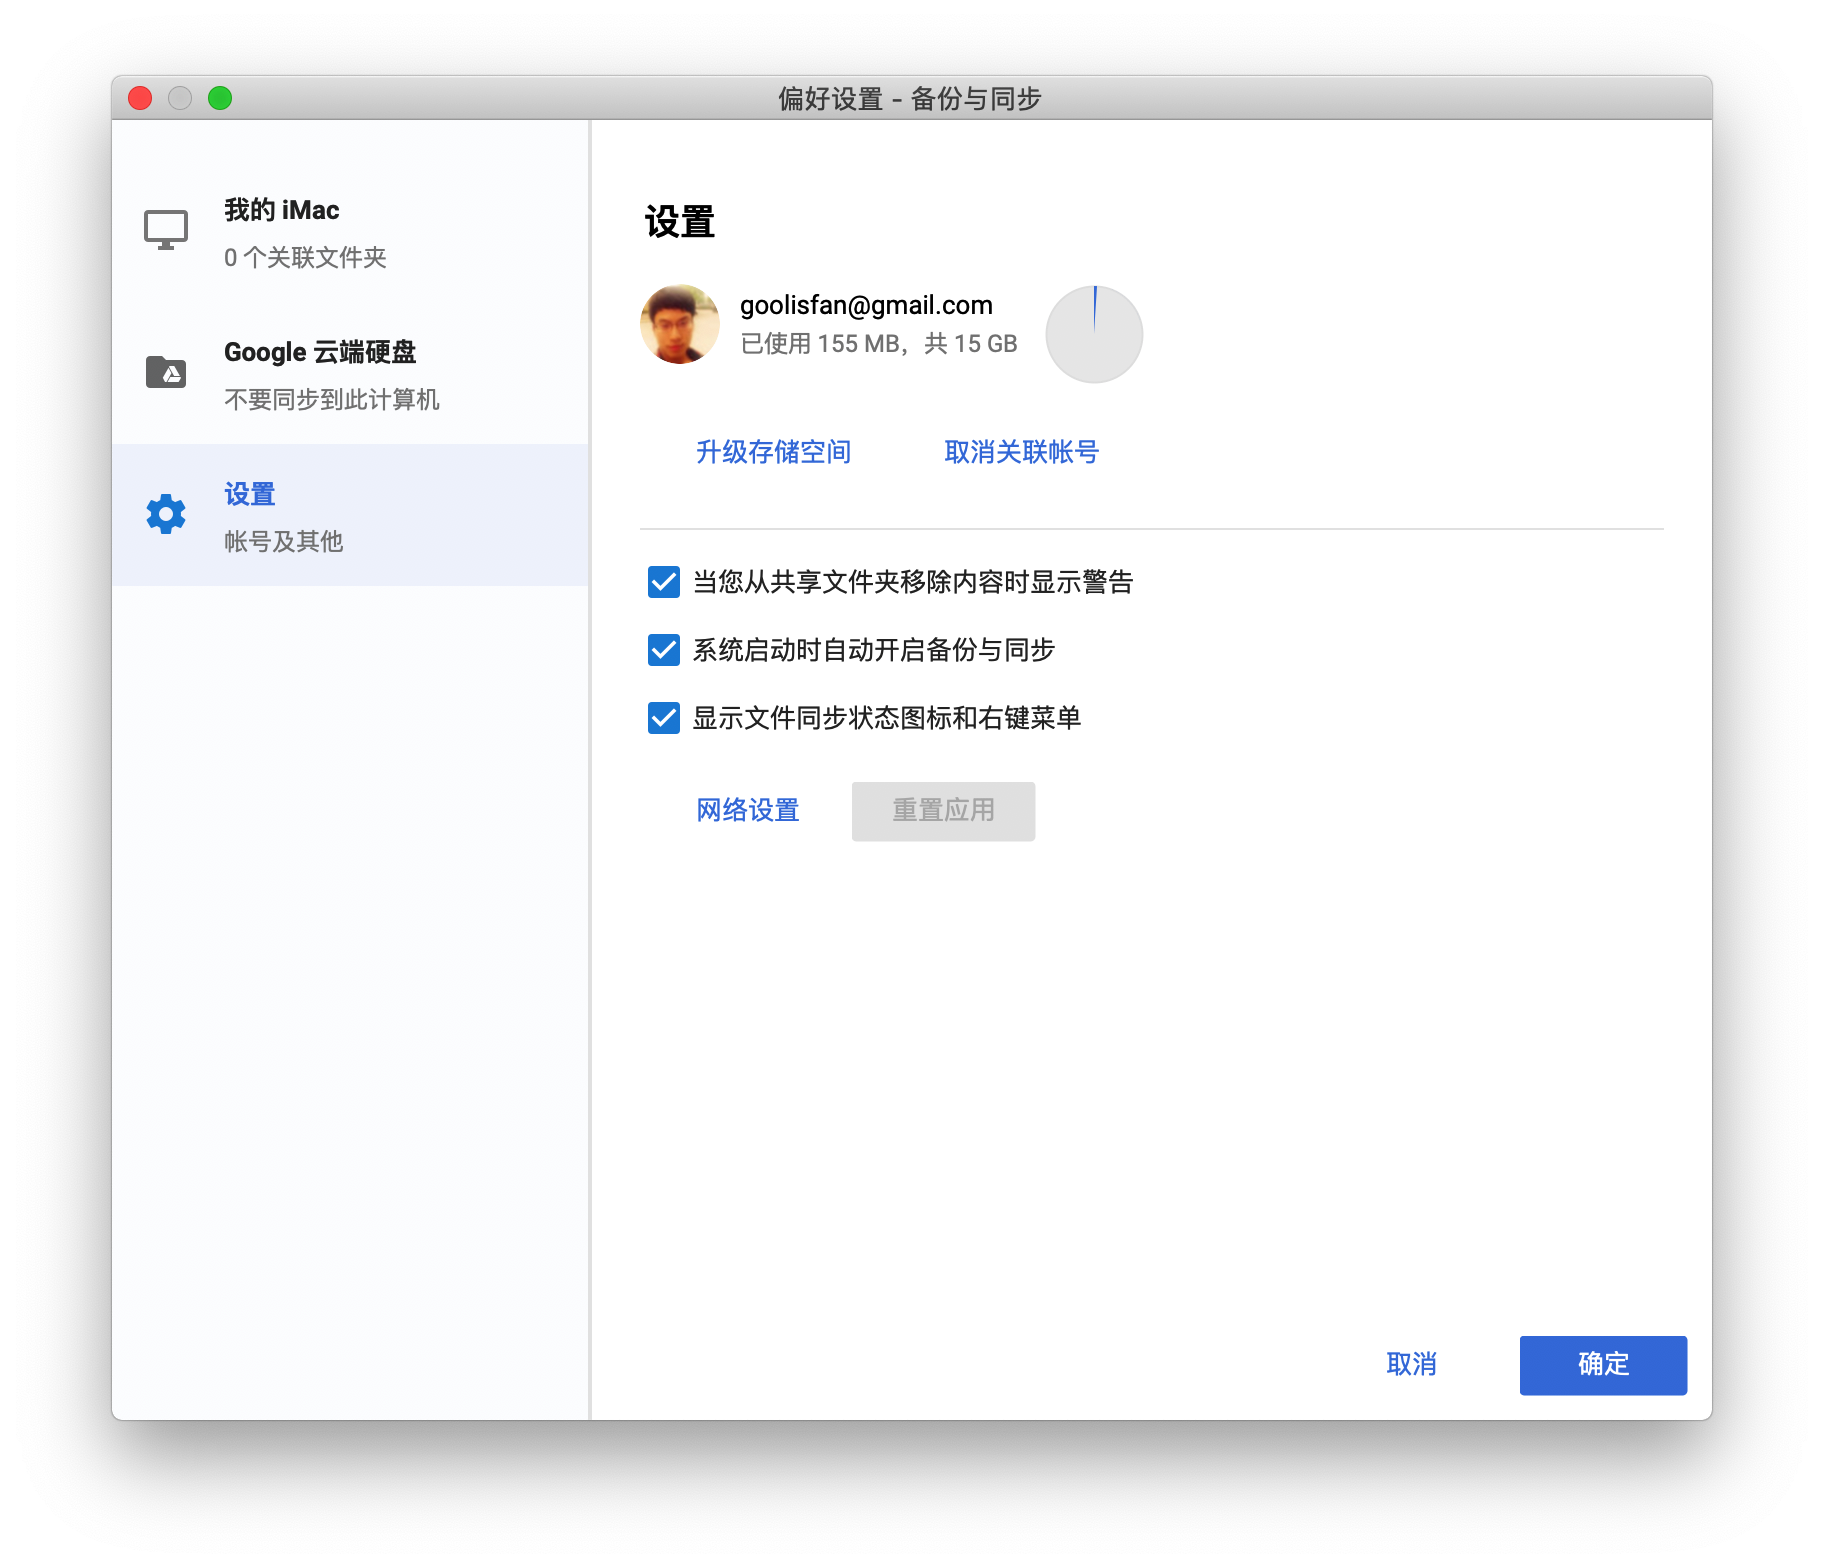 偏好设置 - 备份与同步
我的 iMac
0 个关联文件夹
Google 云端硬盘
不要同步到此计算机
设置
帐号及其他
设置
goolisfan@gmail.com
已使用 155 MB，共 15 GB
升级存储空间
取消关联帐号
当您从共享文件夹移除内容时显示警告
系统启动时自动开启备份与同步
显示文件同步状态图标和右键菜单
网络设置
重置应用
取消
确定